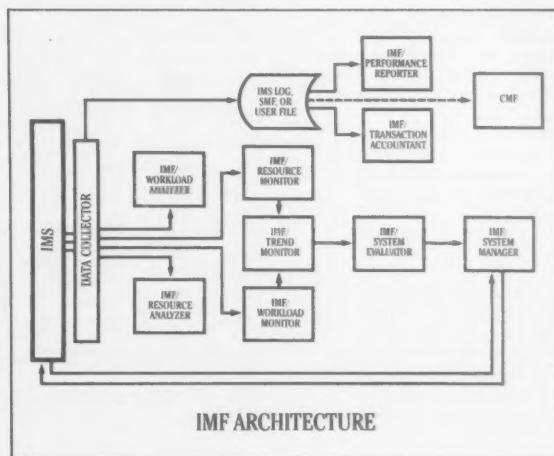 IMF/
PERFORMANCE
REPORTER
IMS LOG,
SMF, OR
USER FILE
CMF
IMF/
TRANSACTION
ACCOUNTANT
IMF/
WORKLOAD
ANALYZER
IMF/
RESOURCE
MONITOR
IMS
DATA COLLECTOR
IMF/
TREND
MONITOR
IMF/
SYSTEM
EVALUATOR
IMF/
SYSTEM
MANAGER
IMF/
RESOURCE
ANALYZER
IMF/
WORKLOAD
MONITOR
IMF ARCHITECTURE